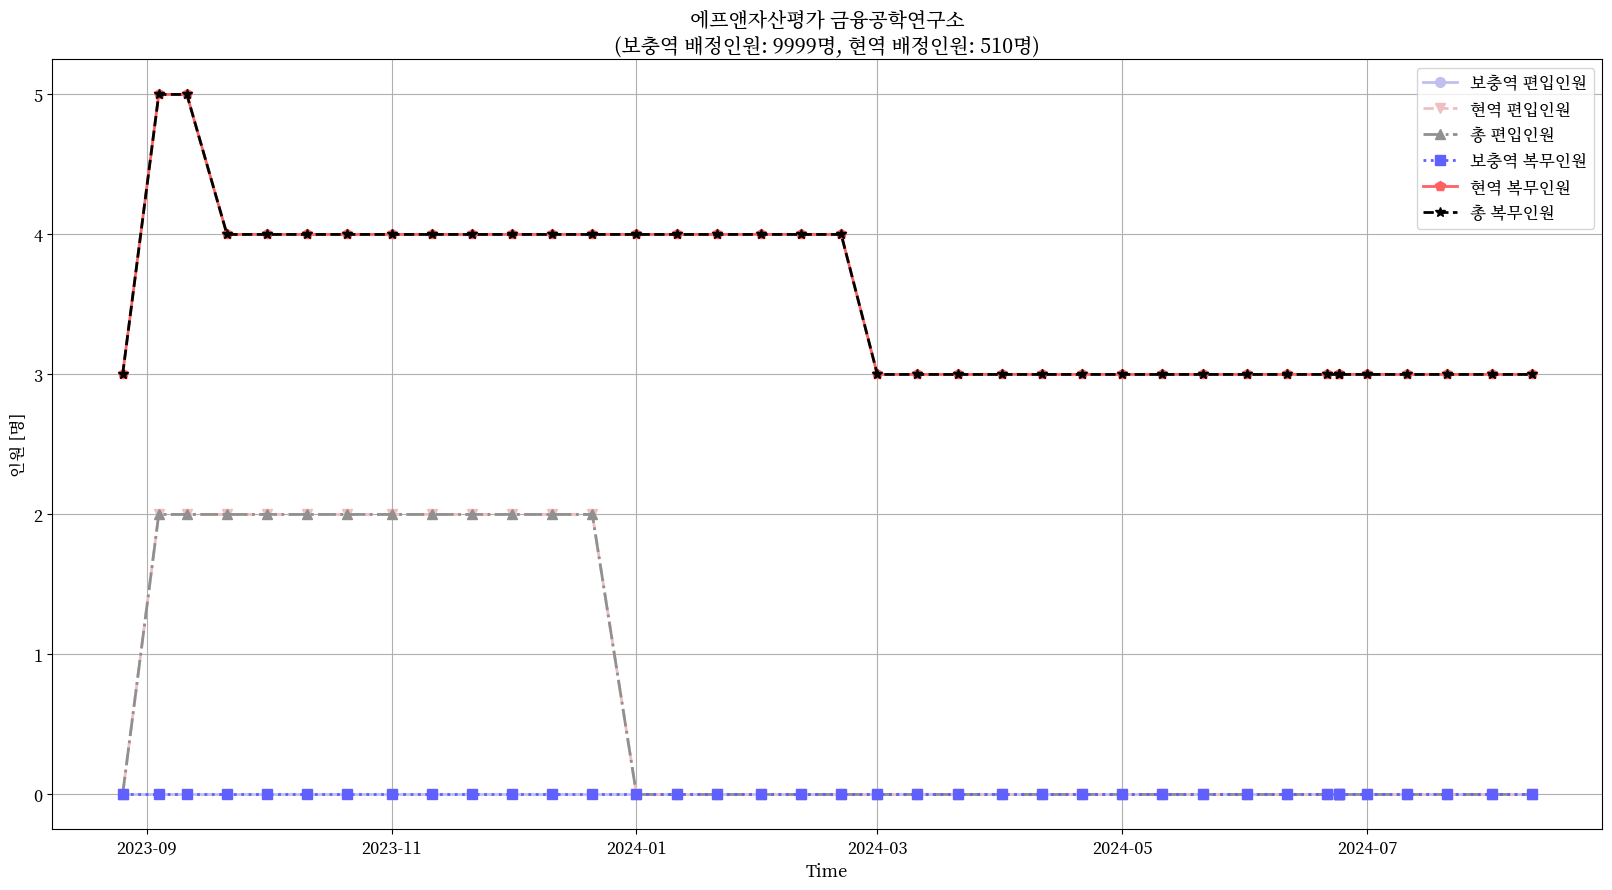 에프앤자산평가 금융공학연구소
(보충역 배정인원: 9999명, 현역 배정인원: 510명)
보충역 편입인원
현역 편입인원
총 편입인원
보충역 복무인원
현역 복무인원
총 복무인원
인원 [명]
5
4
3
2
1
0
2023-09
2023-11
2024-01
2024-03
2024-05
2024-07
Time